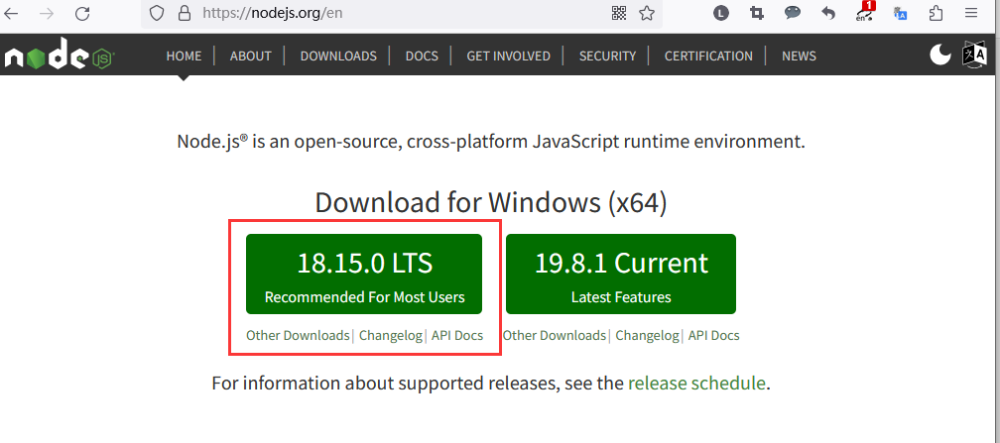 https://nodejs.org/en
L
1
en
node
JS
HOME | ABOUT | DOWNLOADS | DOCS | GET INVOLVED | SECURITY | CERTIFICATION | NEWS
文 A
Node.js® is an open-source, cross-platform JavaScript runtime environment.
Download for Windows (x64)
18.15.0 LTS
Recommended For Most Users
Other Downloads | Changelog | API Docs
19.8.1 Current
Latest Features
Other Downloads | Changelog | API Docs
For information about supported releases, see the release schedule.